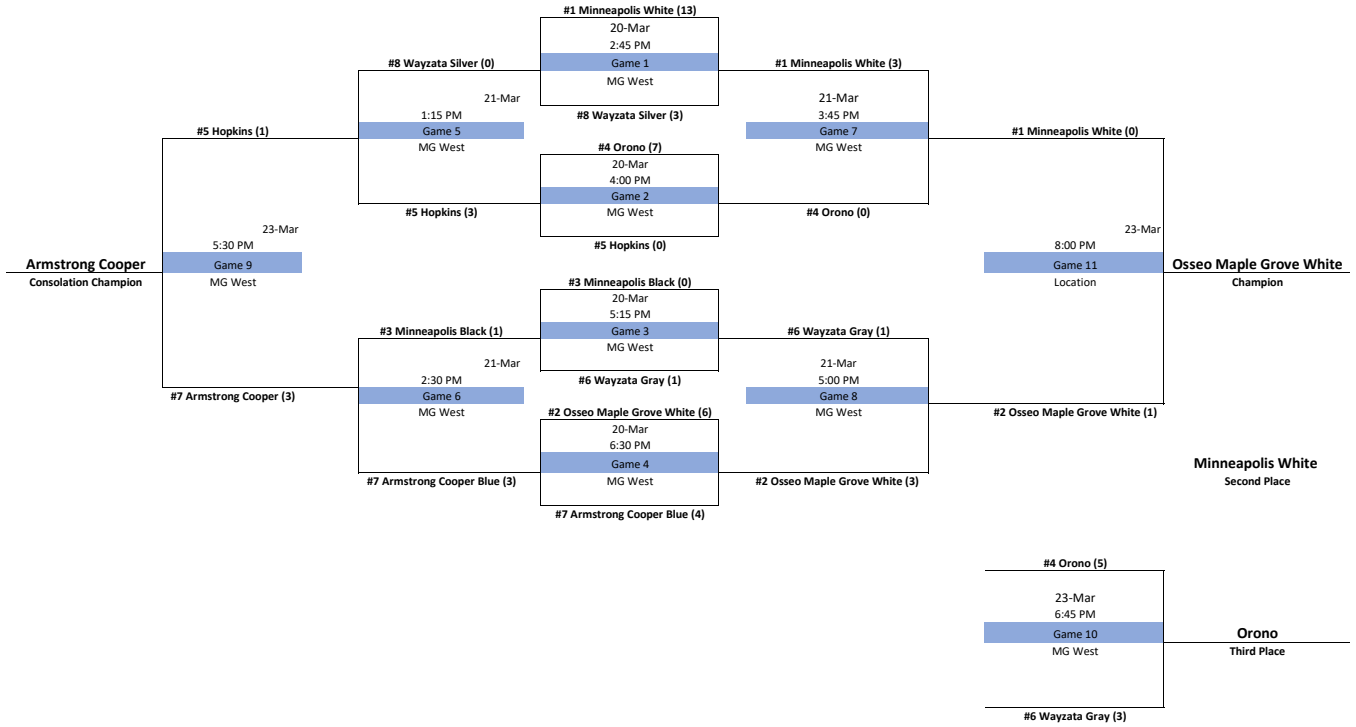 #1 Minneapolis White (13)
20-Mar
2:45 PM
#8 Wayzata Silver (0)
Game 1
#1 Minneapolis White (3)
MG West
21-Mar
21-Mar
1:15 PM
#8 Wayzata Silver (3)
3:45 PM
#5 Hopkins (1)
Game 5
Game 7
#1 Minneapolis White (0)
MG West
#4 Orono (7)
MG West
20-Mar
4:00 PM
Game 2
#5 Hopkins (3)
MG West
#4 Orono (0)
23-Mar
23-Mar
5:30 PM
#5 Hopkins (0)
8:00 PM
Armstrong Cooper
Game 9
Game 11
Osseo Maple Grove White
Consolation Champion
MG West
#3 Minneapolis Black (0)
Location
Champion
20-Mar
5:15 PM
#3 Minneapolis Black (1)
Game 3
#6 Wayzata Gray (1)
MG West
21-Mar
21-Mar
2:30 PM
#6 Wayzata Gray (1)
5:00 PM
#7 Armstrong Cooper (3)
Game 6
Game 8
MG West
#2 Osseo Maple Grove White (6)
MG West
#2 Osseo Maple Grove White (1)
20-Mar
6:30 PM
Game 4
Minneapolis White
#7 Armstrong Cooper Blue (3)
MG West
#2 Osseo Maple Grove White (3)
Second Place
#7 Armstrong Cooper Blue (4)
#4 Orono (5)
23-Mar
6:45 PM
Game 10
Orono
MG West
Third Place
#6 Wayzata Gray (3)